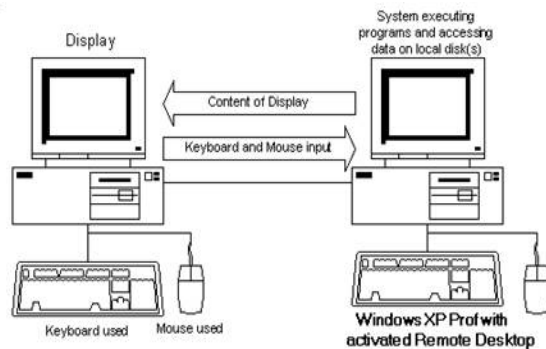 Display
System executing
programs and accessing
data on local disk(s)
Content of Display
Keyboard and Mouse input
Keyboard used
Mouse used
Windows XP Prof with
activated Remote Desktop